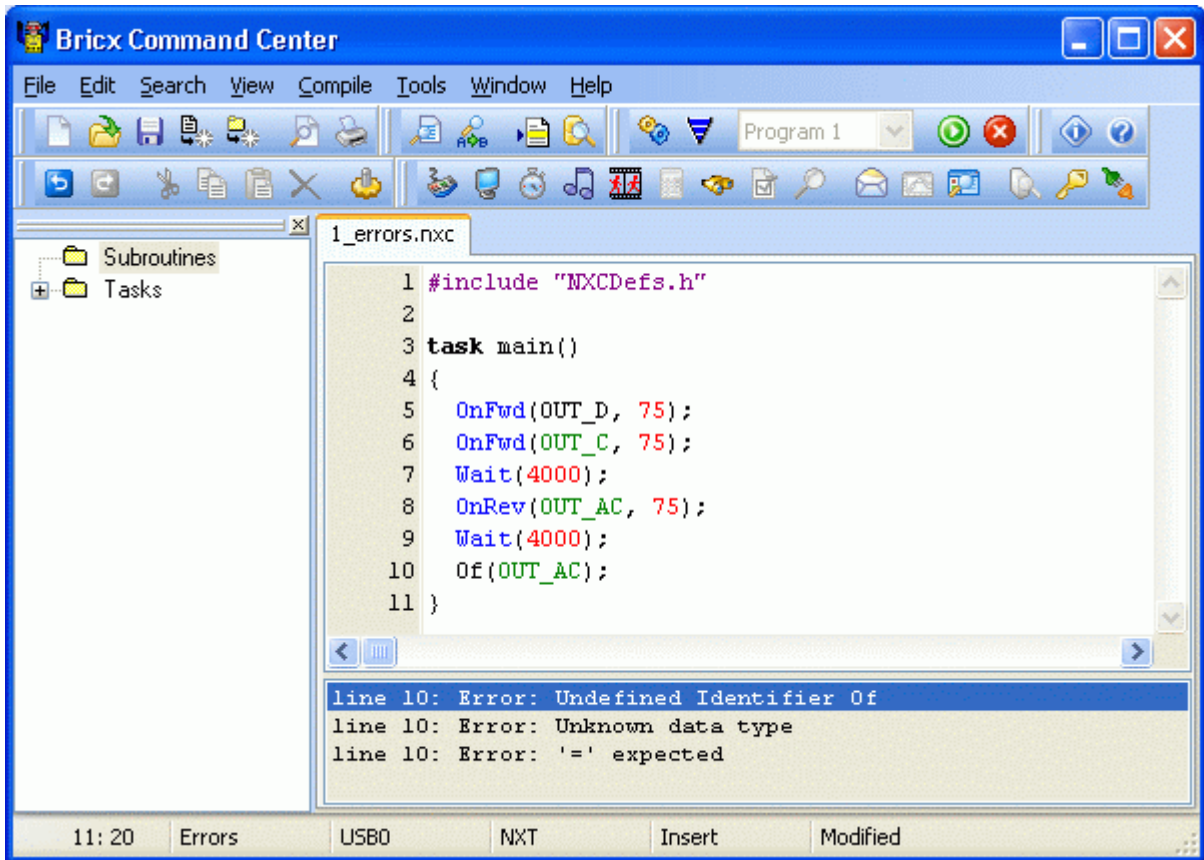 Bricx Command Center
File Edit Search View Compile Tools Window Help
Program 1
Subroutines
Tasks
1_errors.nxc
1 #include "NXCDefs.h"
2
3 task main()
4 {
5 OnFwd(OUT_D, 75);
6 OnFwd(OUT_C, 75);
7 Wait(4000);
8 OnRev(OUT_AC, 75);
9 Wait(4000);
10 Of(OUT_AC);
11 }
line 10: Error: Undefined Identifier Of
line 10: Error: Unknown data type
line 10: Error: '=' expected
11: 20 Errors USB0 NXT Insert Modified